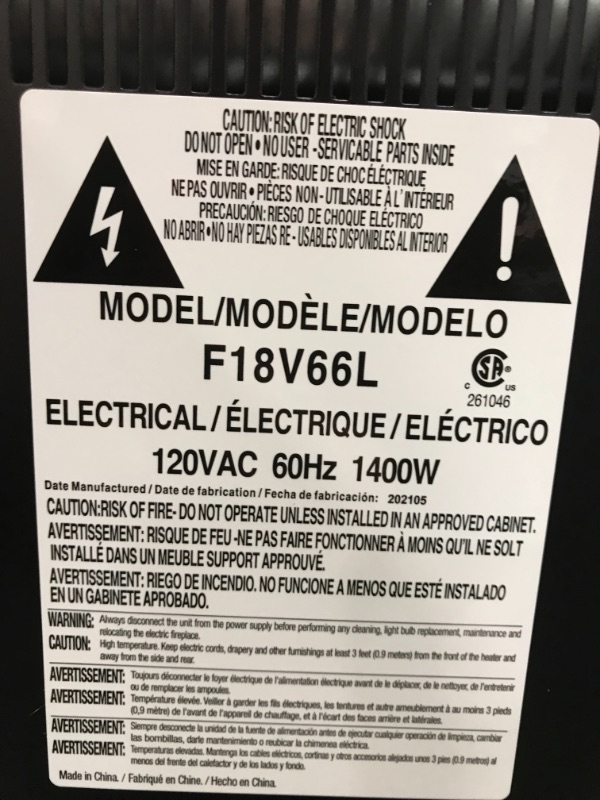 CAUTION: RISK OF ELECTRIC SHOCK
DO NOT OPEN • NO USER -SERVICABLE PARTS INSIDE
MISE EN GARDE: RISQUE DE CHOC ÉLÉCTRIQUE
NE PAS OUVRIR • PIÈCES NON - UTILISABLE À L' INTÉRIEUR
PRECAUCIÓN: RIESGO DE CHOQUE ELÉCTRICO
NO ABRIR • NO HAY PIEZAS RE - USABLES DISPONIBLES AL INTERIOR
MODEL/MODÈLE/MODELO
F18V66L
C SA® US
261046
ELECTRICAL / ÉLECTRIQUE / ELÉCTRICO
120VAC 60Hz 1400W
Date Manufactured / Date de fabrication / Fecha de fabricación: 202105
CAUTION:RISK OF FIRE- DO NOT OPERATE UNLESS INSTALLED IN AN APPROVED CABINET.
AVERTISSEMENT: RISQUE DE FEU -NE PAS FAIRE FONCTIONNER À MOINS QU'IL NE SOLT
INSTALLÉ DANS UN MEUBLE SUPPORT APPROUVÉ.
AVERTISSEMENT: RIEGO DE INCENDIO. NO FUNCIONE A MENOS QUE ESTÉ INSTALADO
EN UN GABINETE APROBADO.
WARNING: Always disconnect the unit from the power supply before performing any cleaning, light bulb replacement, maintenance and
relocating the electric fireplace.
CAUTION: High temperature. Keep electric cords, drapery and other furnishings at least 3 feet (0.9 meters) from the front of the heater and
away from the side and rear.
AVERTISSEMENT: Toujours déconnecter le foyer électrique de l'alimentation électrique avant de le déplacer, de le nettoyer, de l'entretenir
ou de remplacer les ampoules.
AVERTISSEMENT: Température élevée. Veiller à garder les fils électriques, les tentures et autre ameublement à au moins 3 pieds
(0,9 mètre) de l'avant de l'appareil de chauffage, et à l'écart des faces arrière et latérales.
AVERTISSEMENT: Siempre desconecte la unidad de la fuente de alimentación antes de ejecutar cualquier operación de limpieza, cambiar
las bombillas, darle mantenimiento o reubicar la chimenea eléctrica.
AVERTISSEMENT: Temperaturas elevadas. Mantenga los cables eléctricos, cortinas y otros accesorios alejados unos 3 pies (0.9 metros) al
menos del frente del calefactor y de los lados y fondo.
Made in China. / Fabriqué en Chine. / Hecho en China.